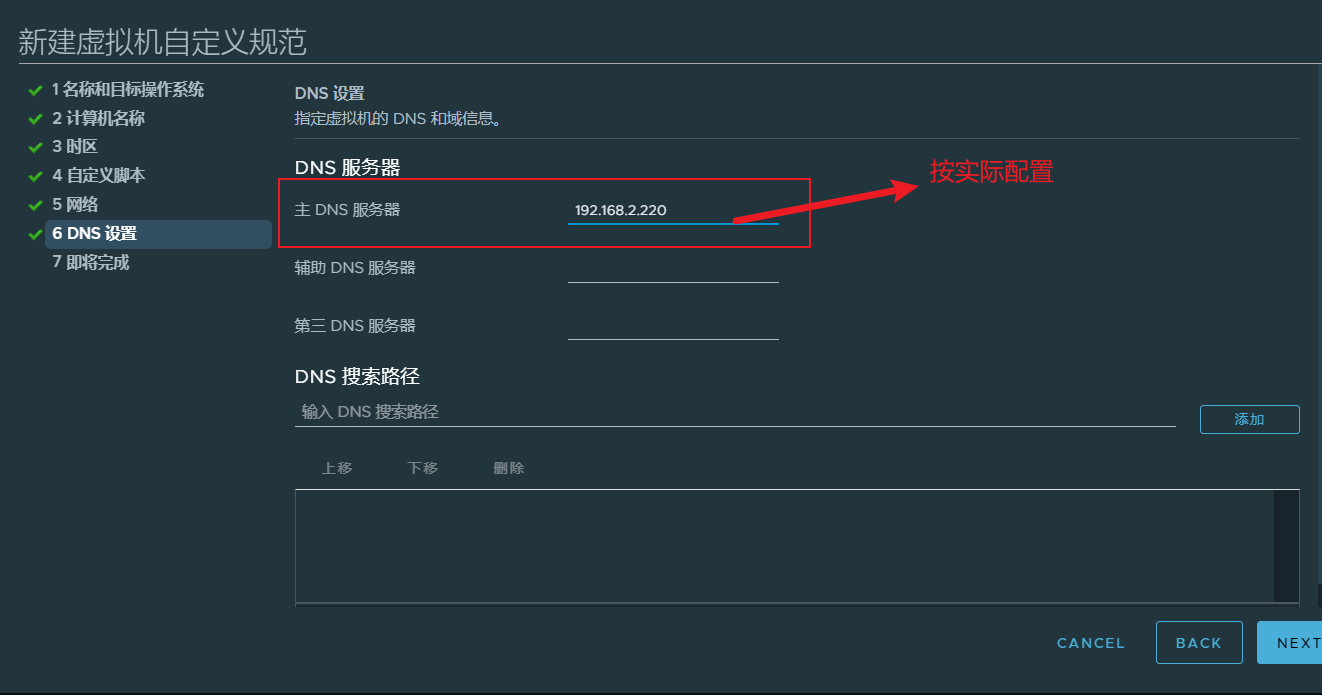 新建虚拟机自定义规范
1 名称和目标操作系统
2 计算机名称
3 时区
4 自定义脚本
5 网络
6 DNS 设置
7 即将完成
DNS 设置
指定虚拟机的 DNS 和域信息。
DNS 服务器
主 DNS 服务器 192.168.2.220
按实际配置
辅助 DNS 服务器
第三 DNS 服务器
DNS 搜索路径
输入 DNS 搜索路径 添加
上移 下移 删除
CANCEL BACK NEXT